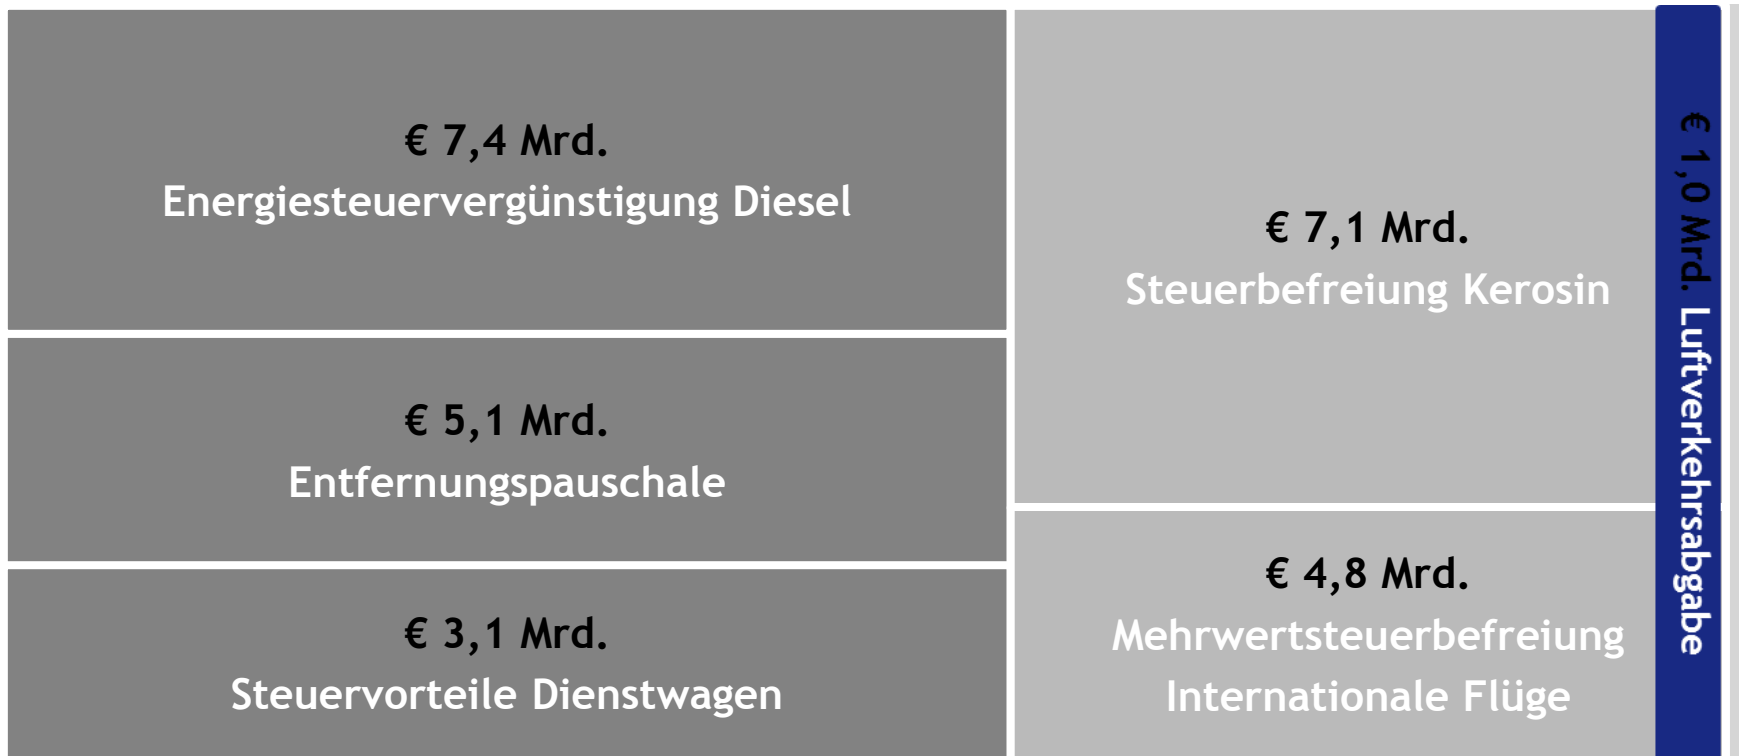 € 7,4 Mrd.
Energiesteuervergünstigung Diesel
€ 5,1 Mrd.
Entfernungspauschale
€ 3,1 Mrd.
Steuervorteile Dienstwagen
€ 7,1 Mrd.
Steuerbefreiung Kerosin
€ 4,8 Mrd.
Mehrwertsteuerbefreiung
Internationale Flüge
€ 1,0 Mrd. Luftverkehrsabgabe